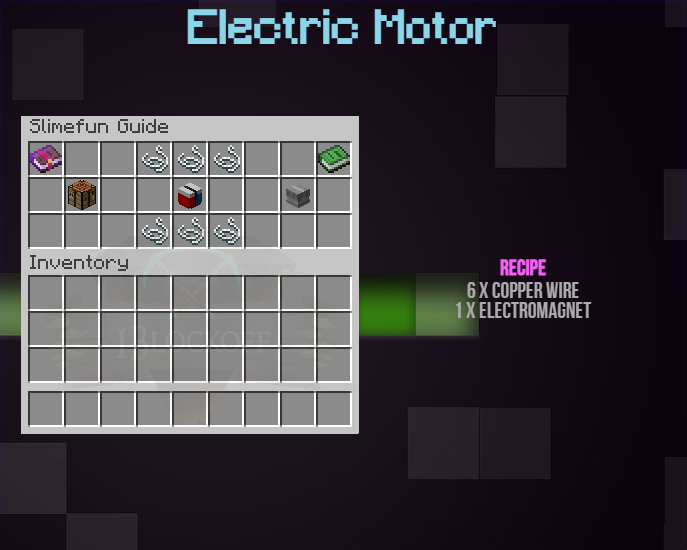 Electric Motor
Slimefun Guide
Inventory
RECIPE
6 X COPPER WIRE
1 X ELECTROMAGNET